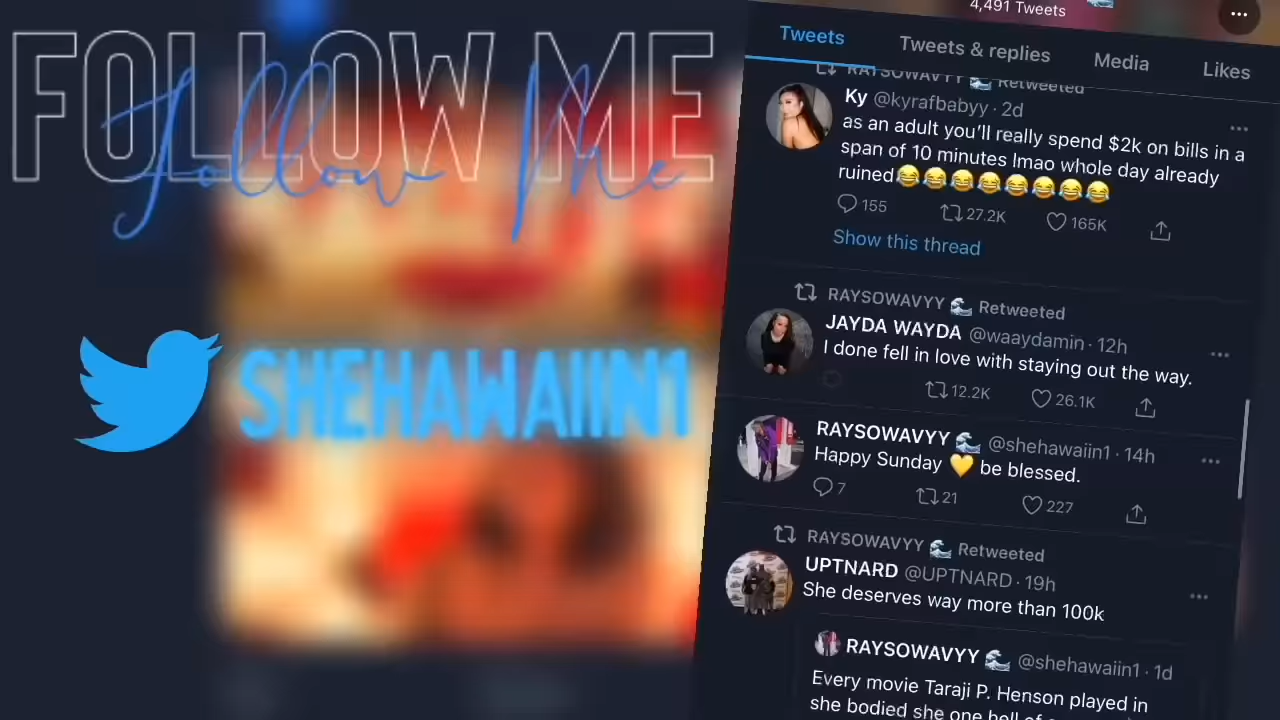 FOLLOW ME
Follow Me
SHEHAWAIIN1
4,491 Tweets
Tweets
Tweets & replies
Media
Likes
RAYSOWAVYY 🌊 Retweeted
Ky @kyrafbabyy · 2d
as an adult you'll really spend $2k on bills in a
span of 10 minutes lmao whole day already
ruined😂😂😂😂😂😂😂😂
155 27.2K 165K
Show this thread
RAYSOWAVYY 🌊 Retweeted
JAYDA WAYDA @waaydamin · 12h
I done fell in love with staying out the way.
12.2K 26.1K
RAYSOWAVYY 🌊 @shehawaiin1 · 14h
Happy Sunday 💛 be blessed.
7 21 227
RAYSOWAVYY 🌊 Retweeted
UPTNARD @UPTNARD · 19h
She deserves way more than 100k
RAYSOWAVYY 🌊 @shehawaiin1 · 1d
Every movie Taraji P. Henson played in
she bodied she one hell of